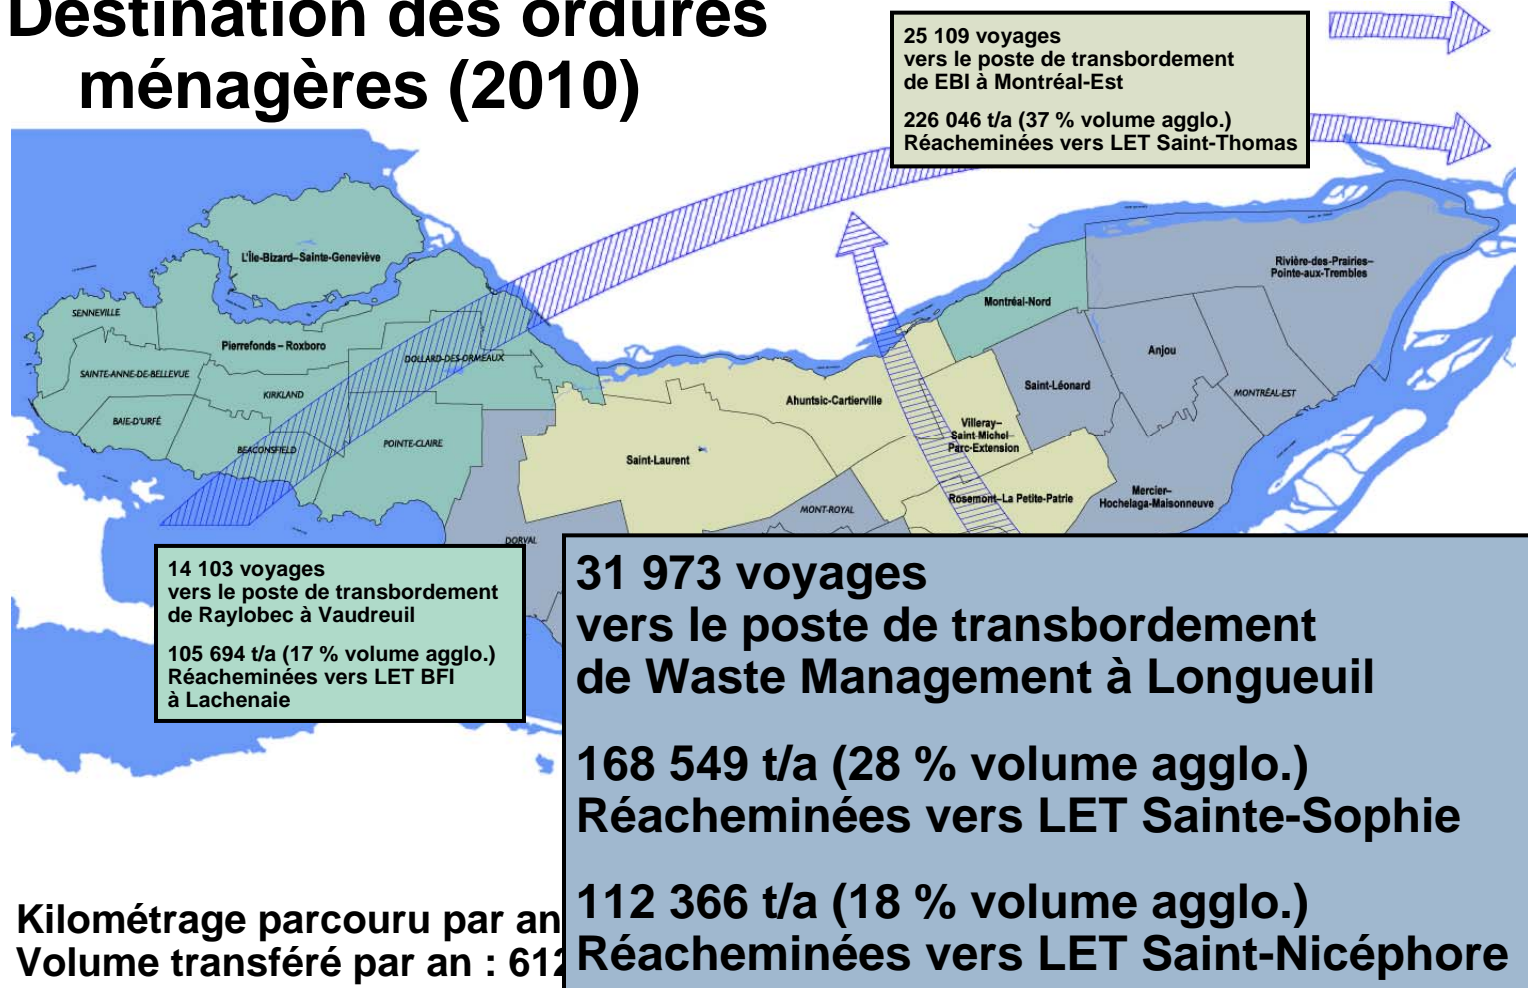 Destination des ordures
ménagères (2010)
25 109 voyages
vers le poste de transbordement
de EBI à Montréal-Est
226 046 t/a (37 % volume agglo.)
Réacheminées vers LET Saint-Thomas
L'Île-Bizard–Sainte-Geneviève
SENNEVILLE
Pierrefonds – Roxboro
DOLLARD-DES-ORMEAUX
SAINTE-ANNE-DE-BELLEVUE
KIRKLAND
BAIE-D'URFÉ
BEACONSFIELD
POINTE-CLAIRE
Rivière-des-Prairies–
Pointe-aux-Trembles
Montréal-Nord
Anjou
Saint-Léonard
MONTRÉAL-EST
Ahuntsic-Cartierville
Villeray–
Saint-Michel–
Parc-Extension
Saint-Laurent
Rosemont–La Petite-Patrie
Mercier–
Hochelaga-Maisonneuve
MONT-ROYAL
DORVAL
14 103 voyages
vers le poste de transbordement
de Raylobec à Vaudreuil
105 694 t/a (17 % volume agglo.)
Réacheminées vers LET BFI
à Lachenaie
31 973 voyages
vers le poste de transbordement
de Waste Management à Longueuil
168 549 t/a (28 % volume agglo.)
Réacheminées vers LET Sainte-Sophie
112 366 t/a (18 % volume agglo.)
Réacheminées vers LET Saint-Nicéphore
Kilométrage parcouru par an
Volume transféré par an : 612